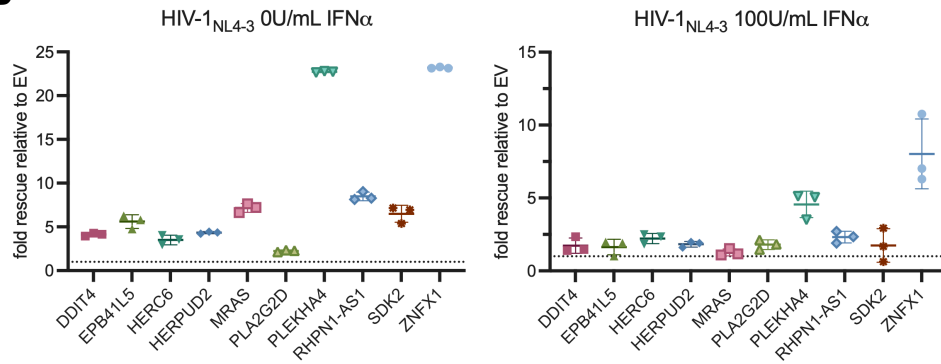 HIV-1NL4-3 0U/mL IFNα
fold rescue relative to EV
25
20
15
10
5
0
DDIT4
EPB41L5
HERC6
HERPUD2
MRAS
PLA2G2D
PLEKHA4
RHPN1-AS1
SDK2
ZNFX1
HIV-1NL4-3 100U/mL IFNα
fold rescue relative to EV
15
10
5
0
DDIT4
EPB41L5
HERC6
HERPUD2
MRAS
PLA2G2D
PLEKHA4
RHPN1-AS1
SDK2
ZNFX1